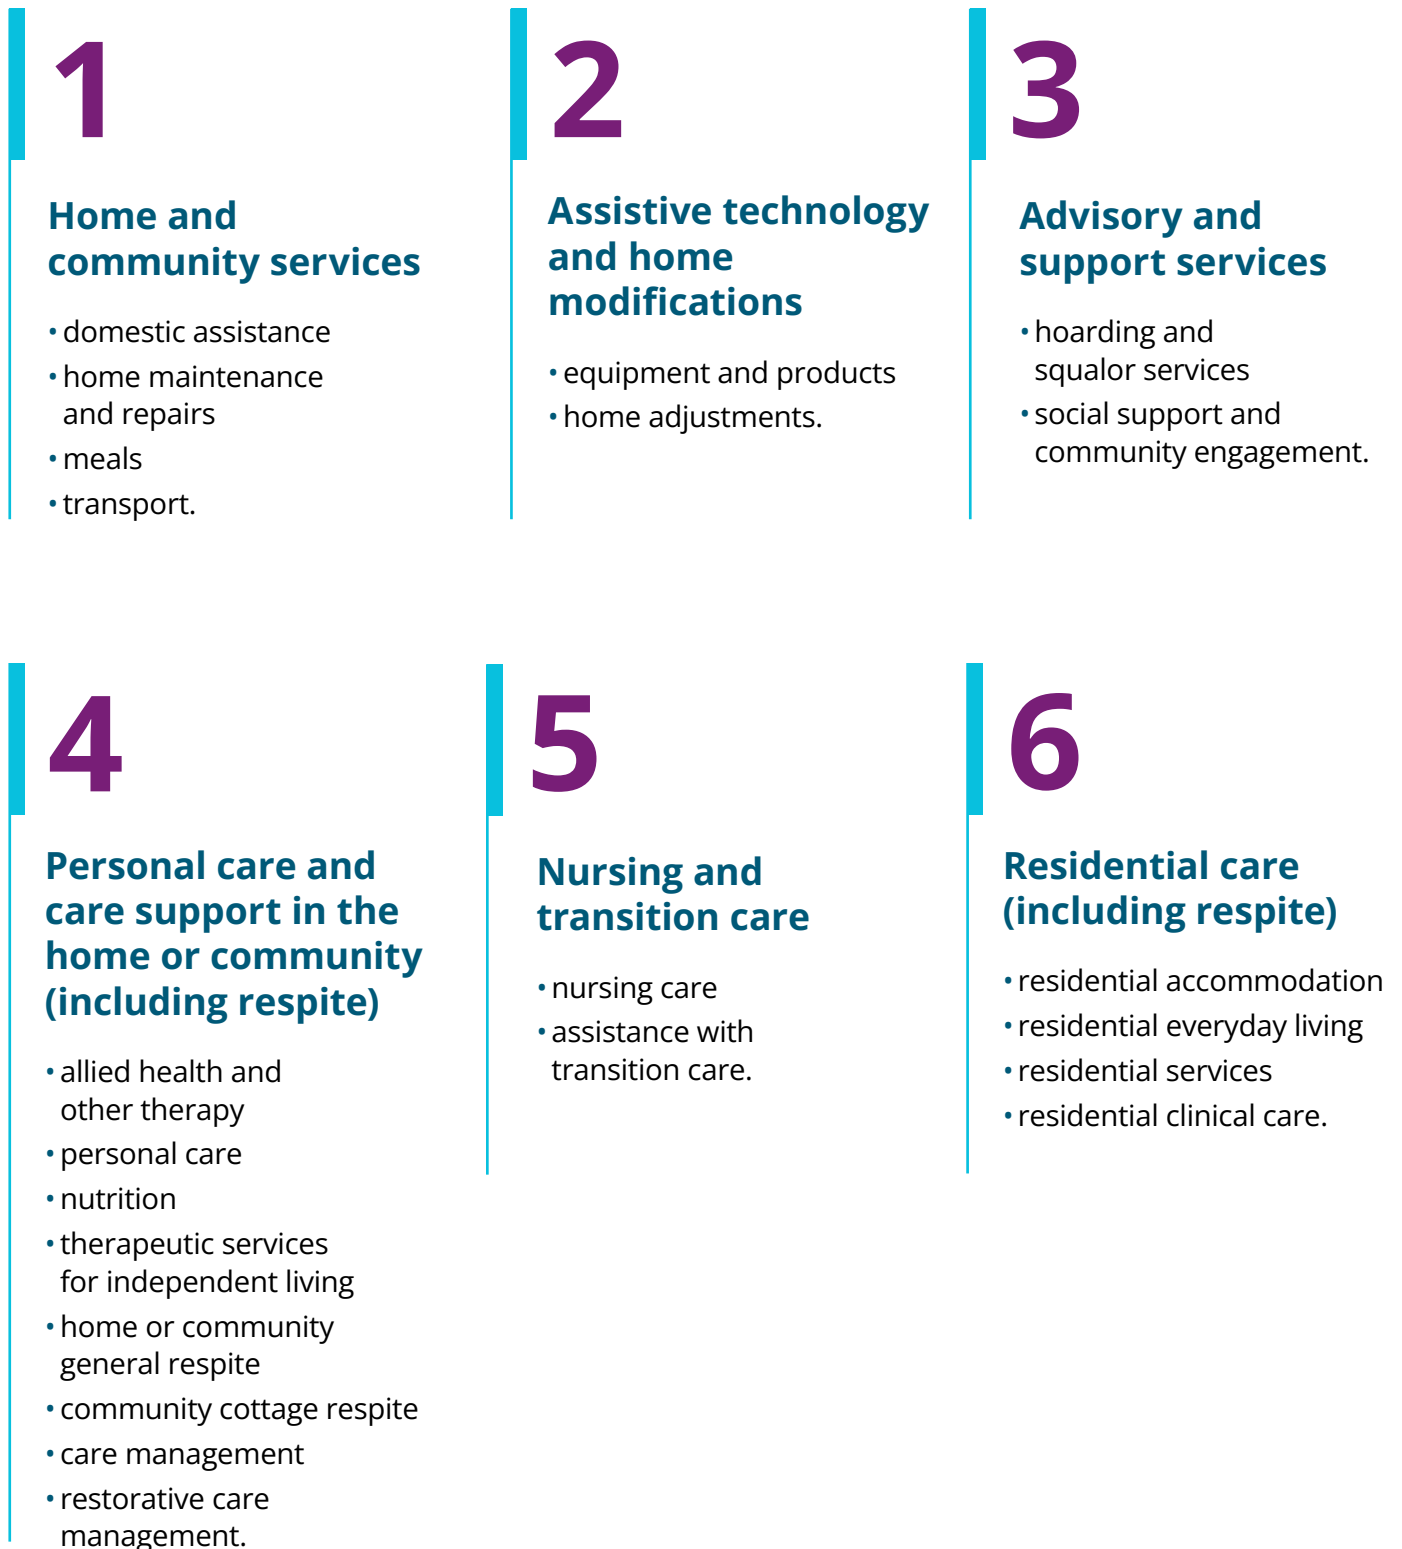 1
Home and
community services
• domestic assistance
• home maintenance
and repairs
• meals
• transport.
2
Assistive technology
and home
modifications
• equipment and products
• home adjustments.
3
Advisory and
support services
• hoarding and
squalor services
• social support and
community engagement.
4
Personal care and
care support in the
home or community
(including respite)
• allied health and
other therapy
• personal care
• nutrition
• therapeutic services
for independent living
• home or community
general respite
• community cottage respite
• care management
• restorative care
management.
5
Nursing and
transition care
• nursing care
• assistance with
transition care.
6
Residential care
(including respite)
• residential accommodation
• residential everyday living
• residential services
• residential clinical care.